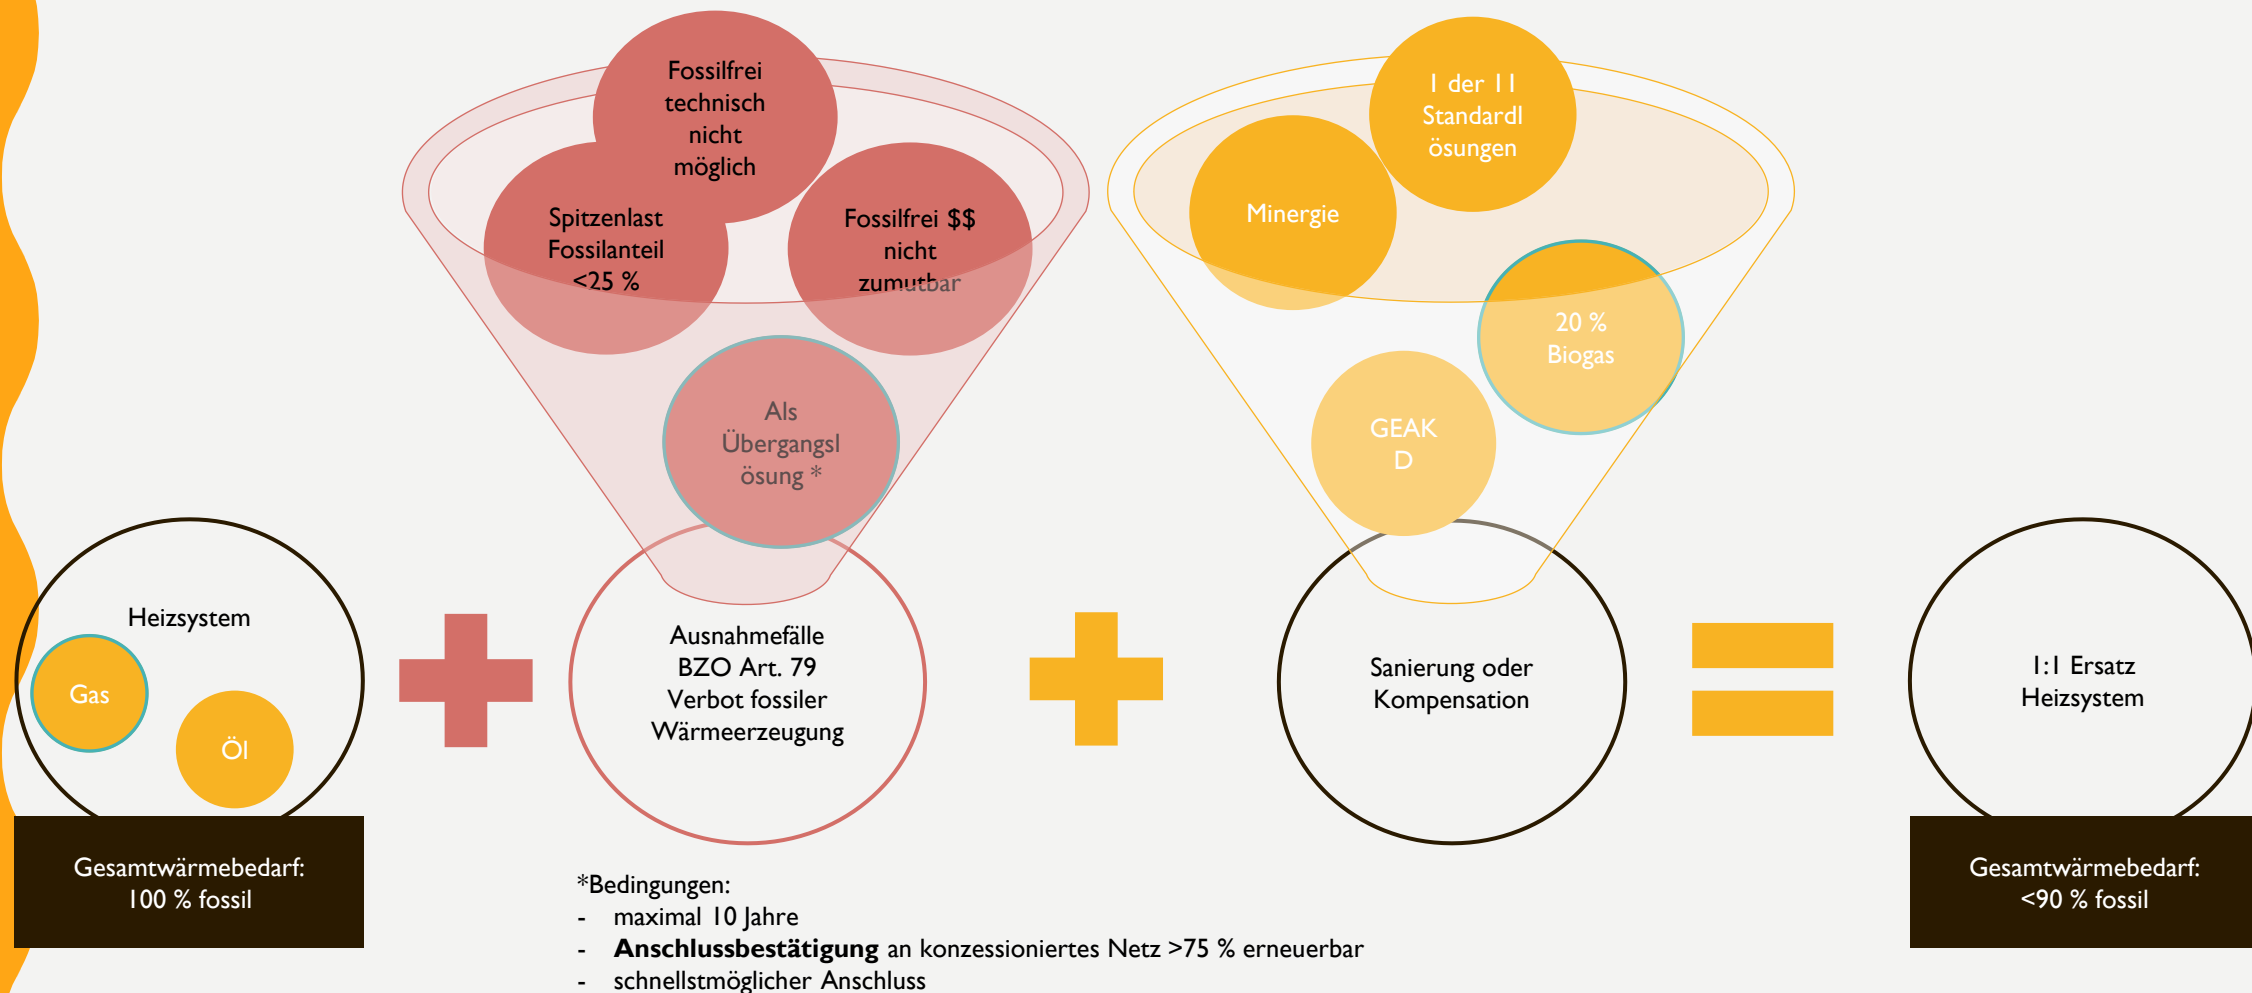 Fossilfrei
technisch
nicht
möglich
Spitzenlast
Fossilanteil
<25 %
Fossilfrei $$
nicht
zumutbar
Als
Übergangsl
ösung *
1 der 11
Standardl
ösungen
Minergie
20 %
Biogas
GEAK
D
Heizsystem
Gas
Öl
Gesamtwärmebedarf:
100 % fossil
Ausnahmefälle
BZO Art. 79
Verbot fossiler
Wärmeerzeugung
Sanierung oder
Kompensation
1:1 Ersatz
Heizsystem
Gesamtwärmebedarf:
<90 % fossil
*Bedingungen:
- maximal 10 Jahre
- Anschlussbestätigung an konzessioniertes Netz >75 % erneuerbar
- schnellstmöglicher Anschluss